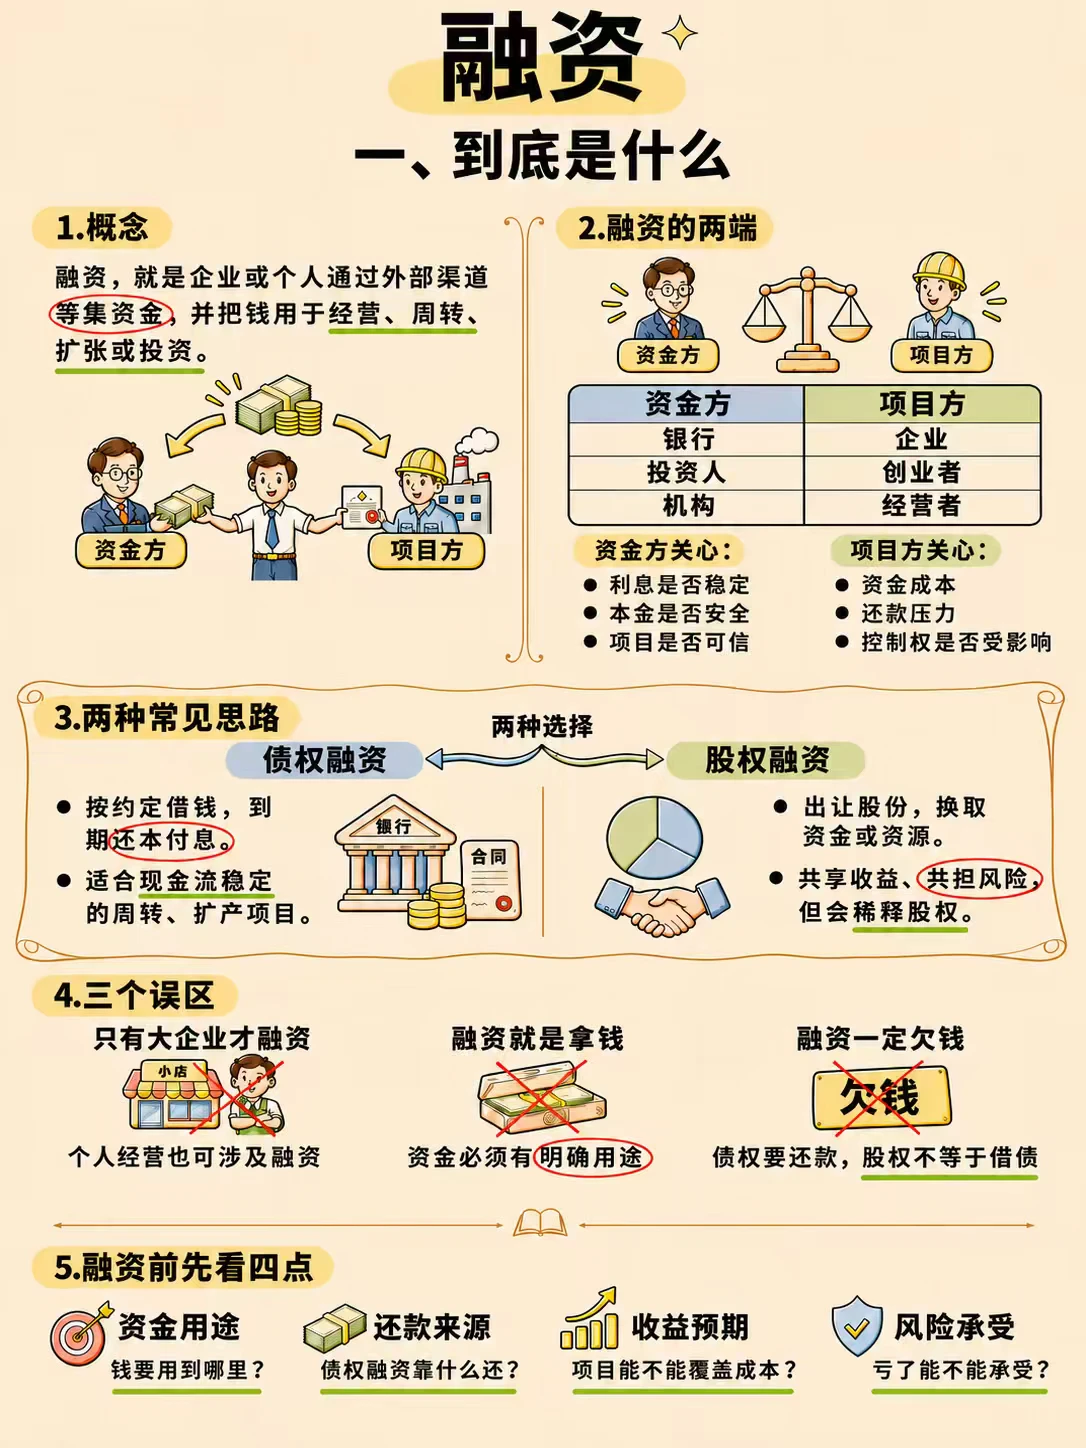 融资
一、到底是什么
1.概念
融资，就是企业或个人通过外部渠道
等集资金，并把钱用于经营、周转、
扩张或投资。
资金方
项目方
2.融资的两端
资金方
项目方
资金方 项目方
银行 企业
投资人 创业者
机构 经营者
资金方关心：
● 利息是否稳定
● 本金是否安全
● 项目是否可信
项目方关心：
● 资金成本
● 还款压力
● 控制权是否受影响
3.两种常见思路
两种选择
债权融资
● 按约定借钱，到
期还本付息。
● 适合现金流稳定
的周转、扩产项目。
银行
合同
股权融资
● 出让股份，换取
资金或资源。
● 共享收益、共担风险，
但会稀释股权。
4.三个误区
只有大企业才融资
小店
个人经营也可涉及融资
融资就是拿钱
资金必须有明确用途
融资一定欠钱
欠钱
债权要还款，股权不等于借债
5.融资前先看四点
资金用途
钱要用到哪里？
还款来源
债权融资靠什么还？
收益预期
项目能不能覆盖成本？
风险承受
亏了能不能承受？